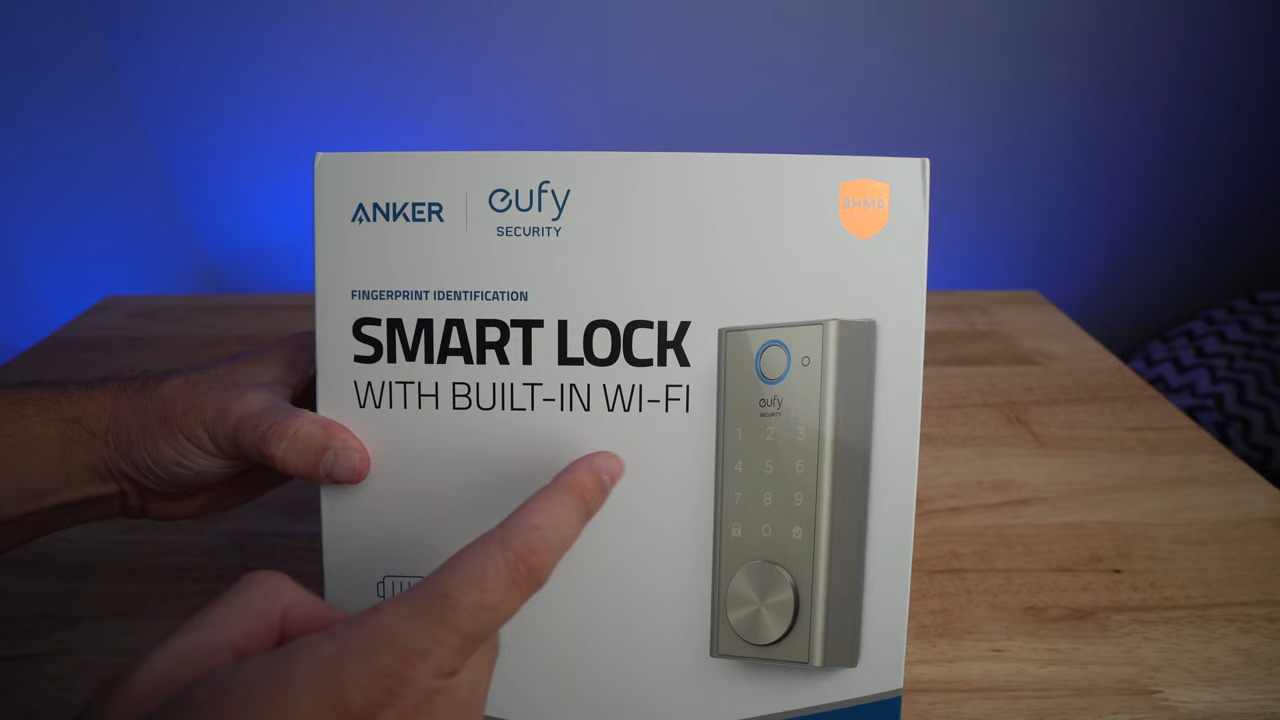 ANKER
eufy
SECURITY
BHMA
FINGERPRINT IDENTIFICATION
SMART LOCK
WITH BUILT-IN WI-FI
eufy
SECURITY
1 2 3
4 5 6
7 8 9
0